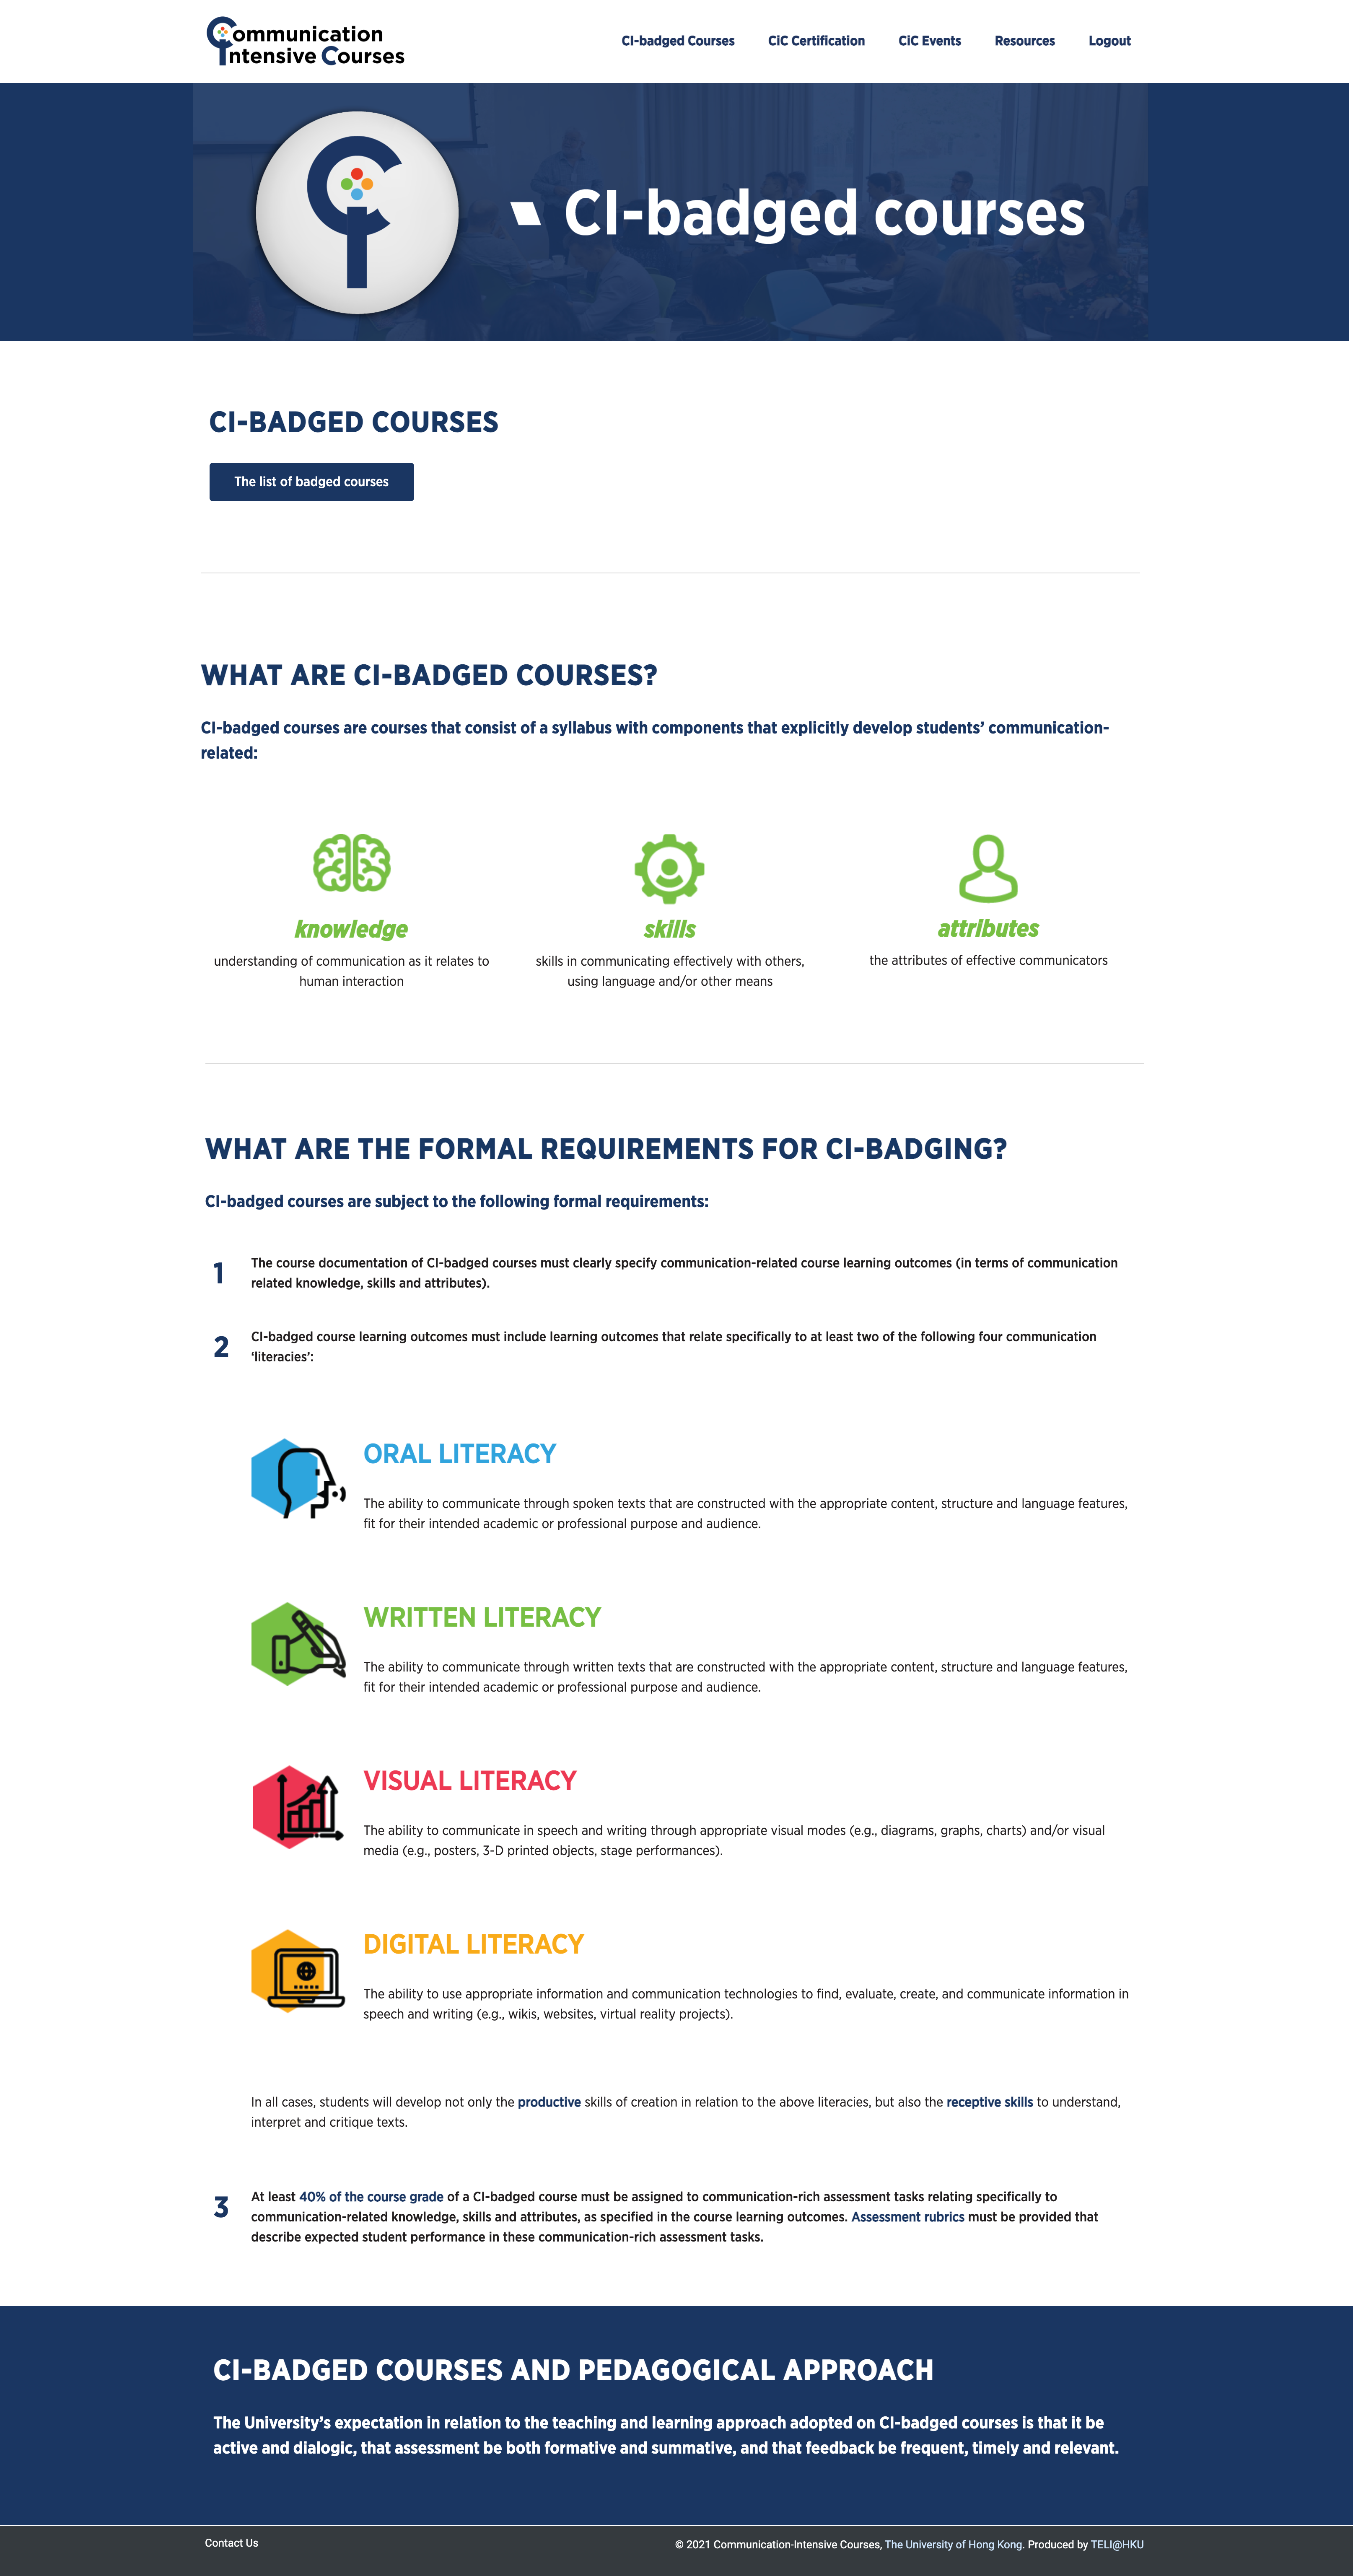 Communication
Intensive Courses
CI-badged Courses
CiC Certification
CiC Events
Resources
Logout
CI-badged courses
CI-BADGED COURSES
The list of badged courses
WHAT ARE CI-BADGED COURSES?
CI-badged courses are courses that consist of a syllabus with components that explicitly develop students’ communication-
related:
knowledge
understanding of communication as it relates to
human interaction
skills
skills in communicating effectively with others,
using language and/or other means
attributes
the attributes of effective communicators
WHAT ARE THE FORMAL REQUIREMENTS FOR CI-BADGING?
CI-badged courses are subject to the following formal requirements:
1
The course documentation of CI-badged courses must clearly specify communication-related course learning outcomes (in terms of communication
related knowledge, skills and attributes).
2
CI-badged course learning outcomes must include learning outcomes that relate specifically to at least two of the following four communication
‘literacies’:
ORAL LITERACY
The ability to communicate through spoken texts that are constructed with the appropriate content, structure and language features,
fit for their intended academic or professional purpose and audience.
WRITTEN LITERACY
The ability to communicate through written texts that are constructed with the appropriate content, structure and language features,
fit for their intended academic or professional purpose and audience.
VISUAL LITERACY
The ability to communicate in speech and writing through appropriate visual modes (e.g., diagrams, graphs, charts) and/or visual
media (e.g., posters, 3-D printed objects, stage performances).
DIGITAL LITERACY
The ability to use appropriate information and communication technologies to find, evaluate, create, and communicate information in
speech and writing (e.g., wikis, websites, virtual reality projects).
In all cases, students will develop not only the productive skills of creation in relation to the above literacies, but also the receptive skills to understand,
interpret and critique texts.
3
At least 40% of the course grade of a CI-badged course must be assigned to communication-rich assessment tasks relating specifically to
communication-related knowledge, skills and attributes, as specified in the course learning outcomes. Assessment rubrics must be provided that
describe expected student performance in these communication-rich assessment tasks.
CI-BADGED COURSES AND PEDAGOGICAL APPROACH
The University’s expectation in relation to the teaching and learning approach adopted on CI-badged courses is that it be
active and dialogic, that assessment be both formative and summative, and that feedback be frequent, timely and relevant.
Contact Us
© 2021 Communication-Intensive Courses, The University of Hong Kong. Produced by TELI@HKU